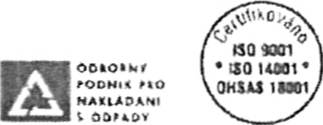 ODBORNÝ
PODNIK PRO
NAKLÁDÁNÍ
S ODPADY
Certifikováno
ISO 9001
* ISO 14001 *
OHSAS 18001